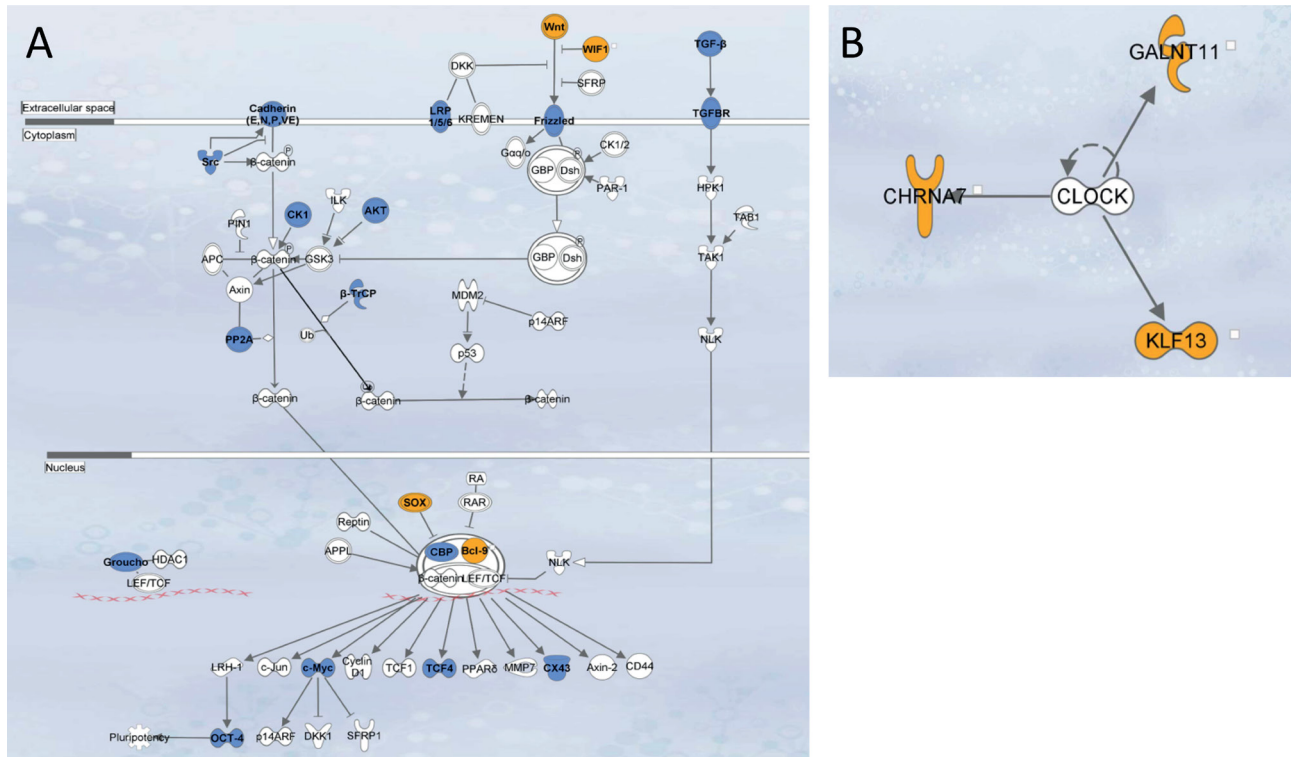 A
Wnt
WIF1
TGF-β
DKK
SFRP
Extracellular space
Cadherin
(E,N,P,VE)
LRP
1/5/6
KREMEN
Frizzled
TGFBR
Cytoplasm
Src
β-catenin
P
Gαq/o
P
CK1/2
GBP
Dsh
PAR-1
HPK1
ILK
CK1
AKT
PIN1
TAB1
APC
β-catenin
P
GSK3
GBP
Dsh
P
TAK1
Axin
β-TrCP
MDM2
p14ARF
PP2A
Ub
p53
NLK
β-catenin
β-catenin
β-catenin
Nucleus
RA
SOX
RAR
Reptin
APPL
CBP
Bcl-9
Groucho
HDAC1
NLK
LEF/TCF
β-catenin
LEF/TCF
LRH-1
c-Jun
c-Myc
Cyclin
D1
TCF1
TCF4
PPARδ
MMP7
CX43
Axin-2
CD44
Pluripotency
OCT-4
p14ARF
DKK1
SFRP1
B
GALNT11
CHRNA7
CLOCK
KLF13